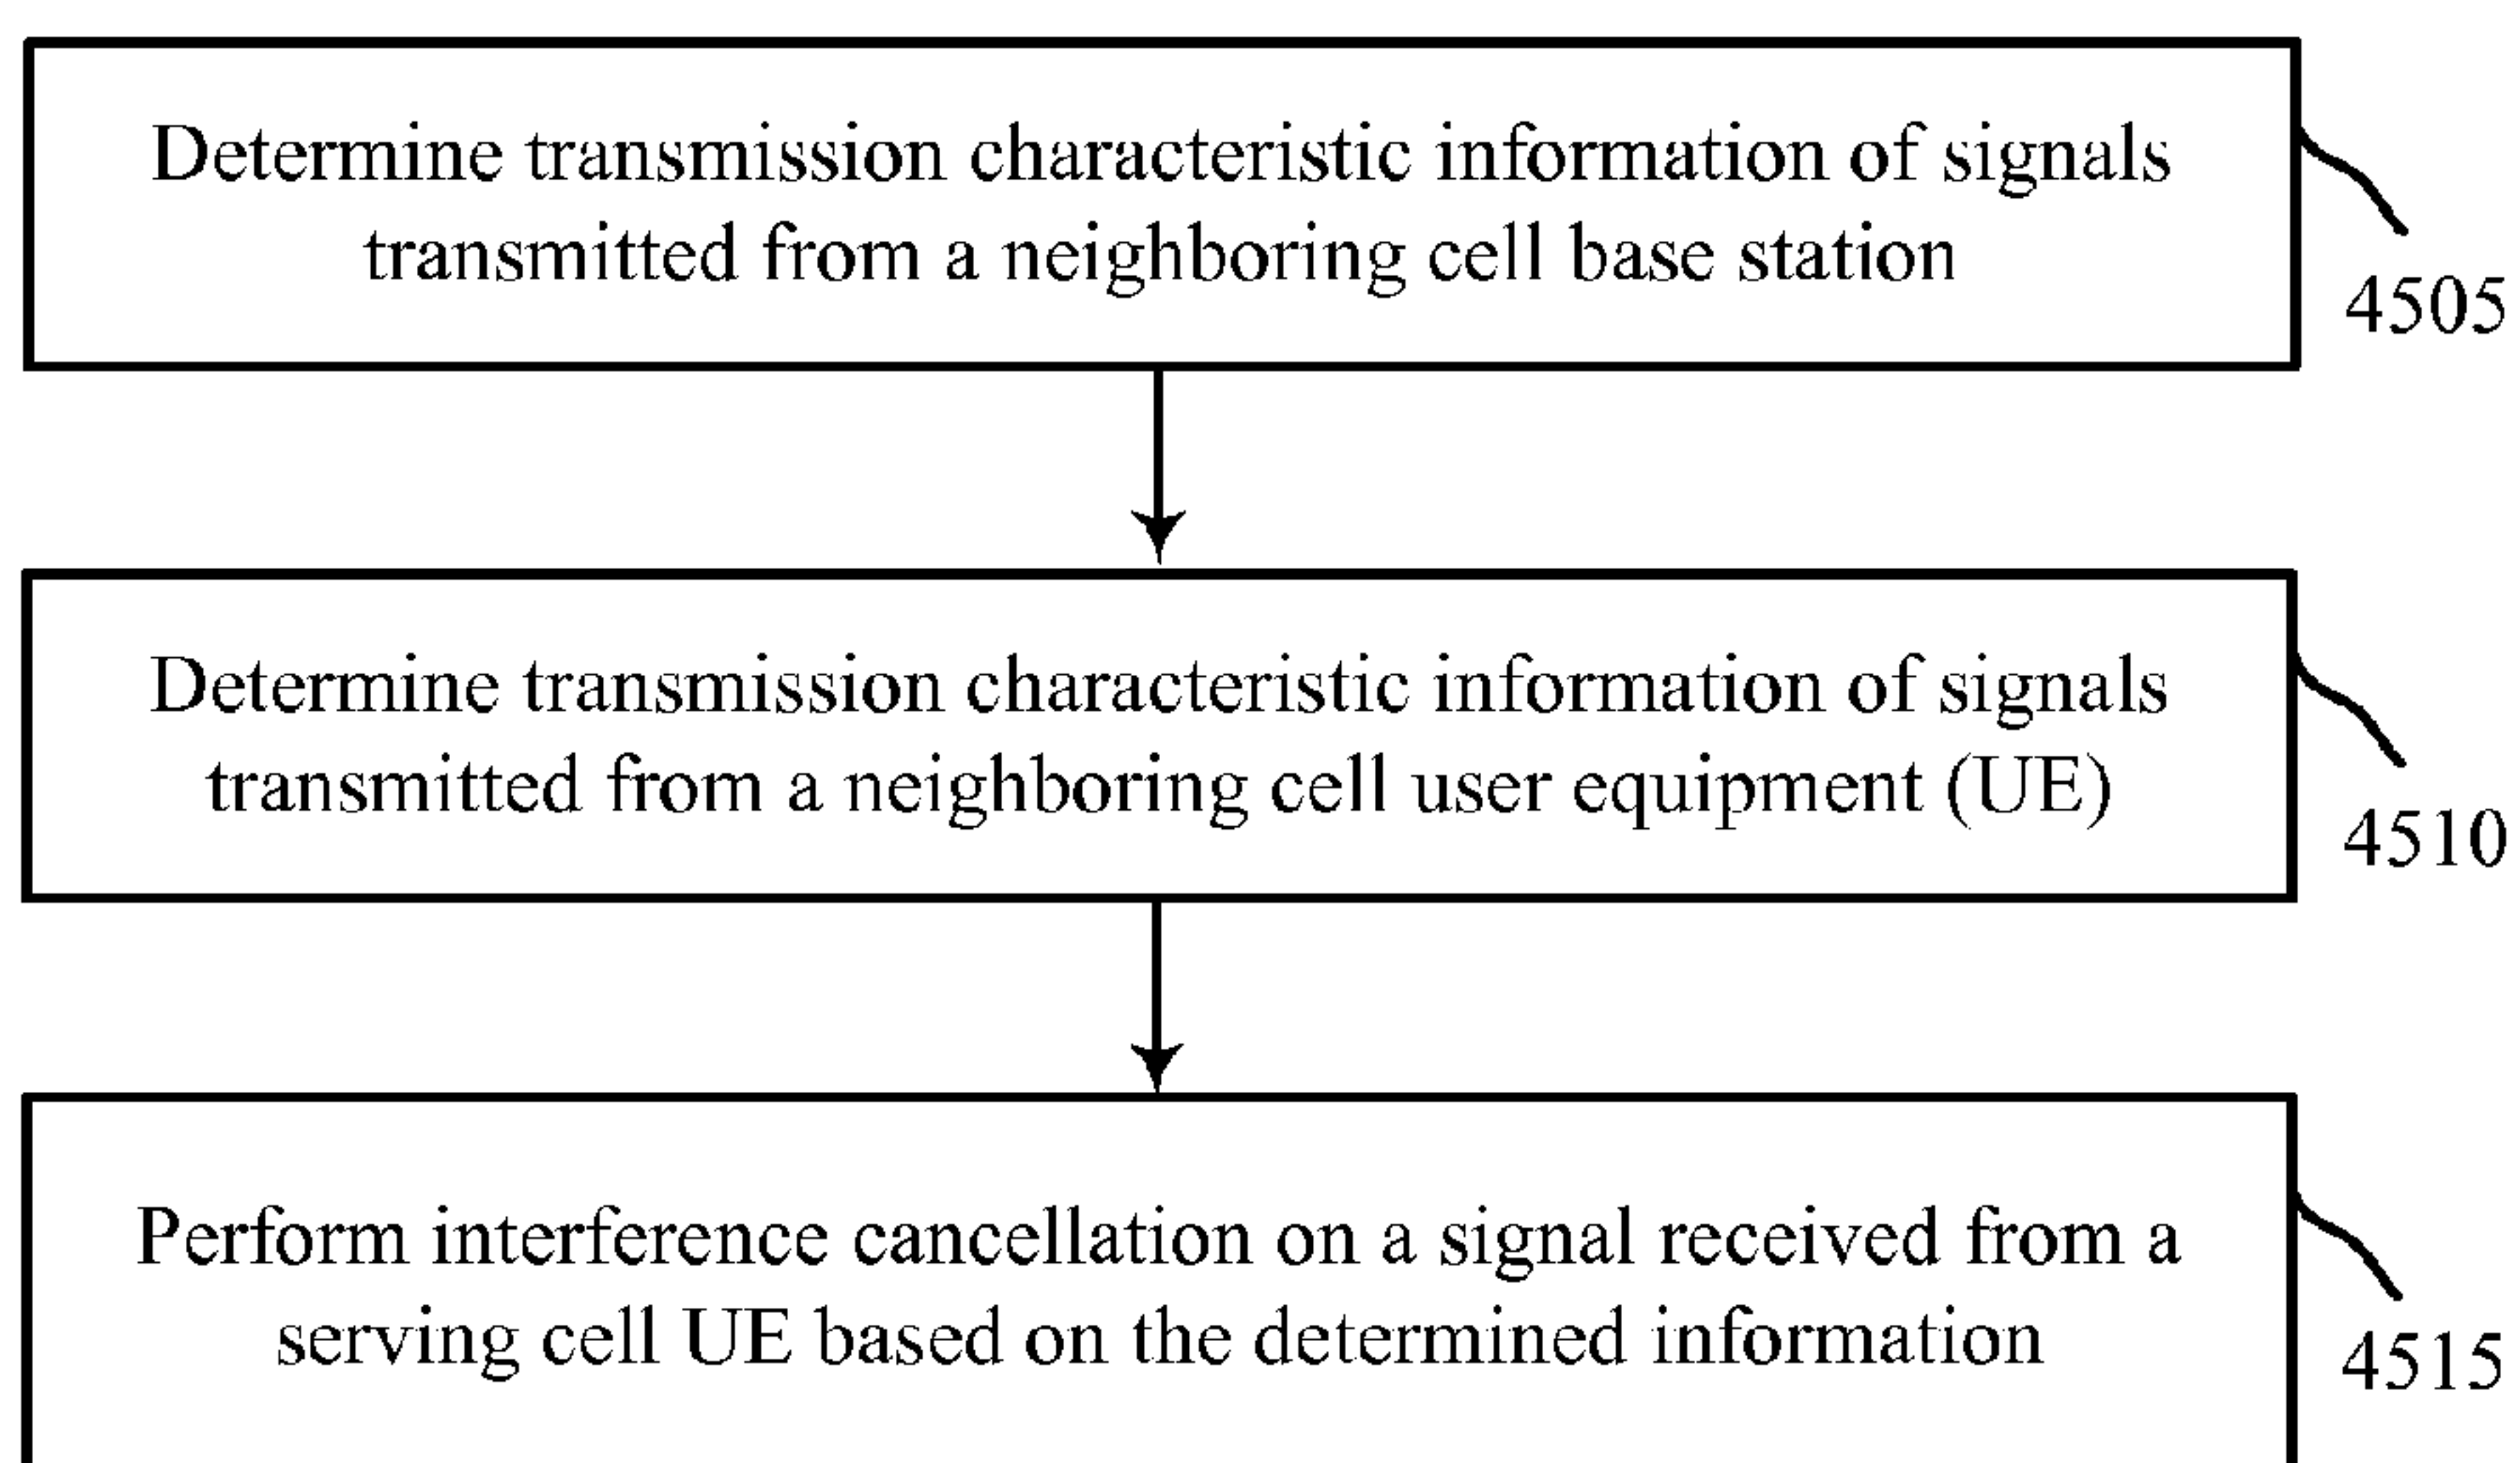 Determine transmission characteristic information of signals
transmitted from a neighboring cell base station
4505
Determine transmission characteristic information of signals
transmitted from a neighboring cell user equipment (UE)
4510
Perform interference cancellation on a signal received from a
serving cell UE based on the determined information
4515